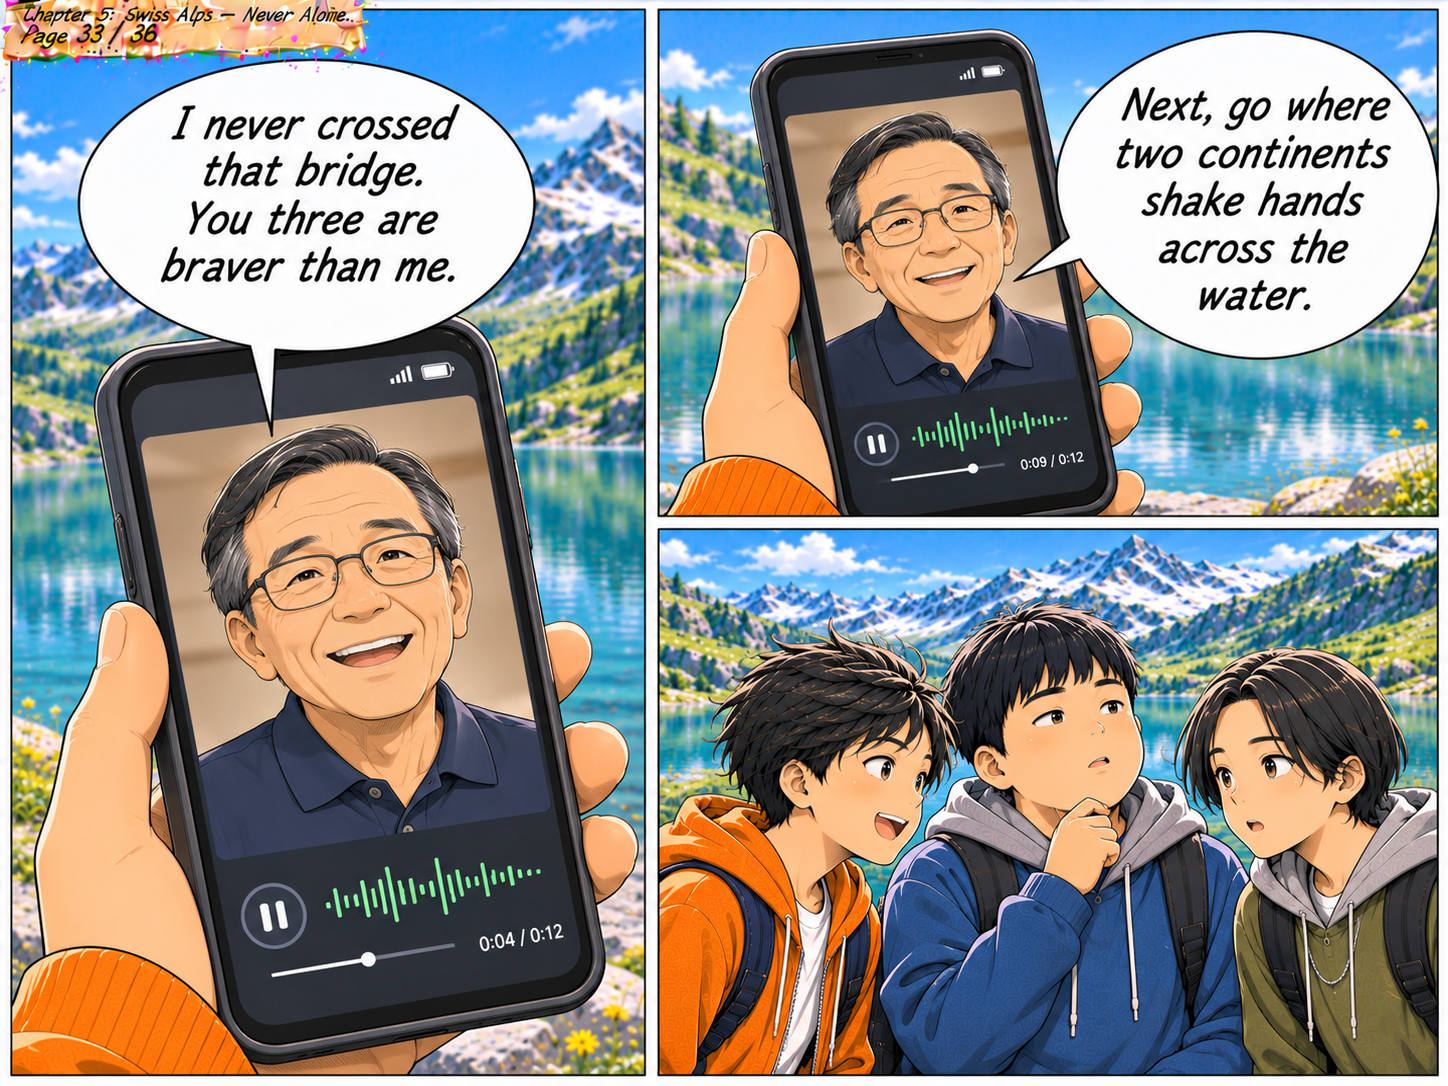 Chapter 5: Swiss Alps — Never Alone..
Page 33 / 36
I never crossed
that bridge.
You three are
braver than me.
0:04 / 0:12
Next, go where
two continents
shake hands
across the
water.
0:09 / 0:12